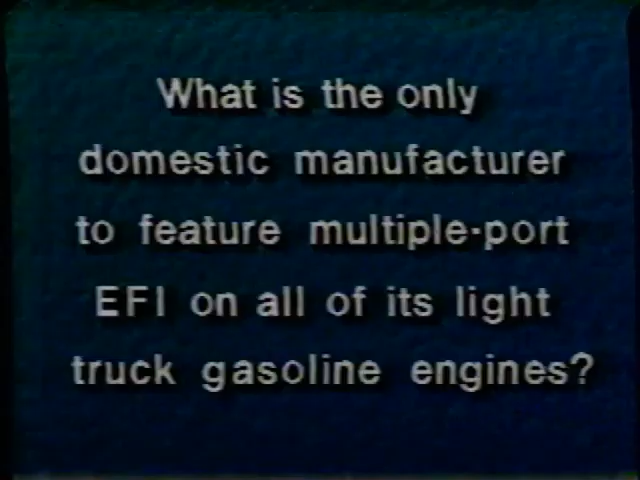 What is the only
domestic manufacturer
to feature multiple-port
EFI on all of its light
truck gasoline engines?